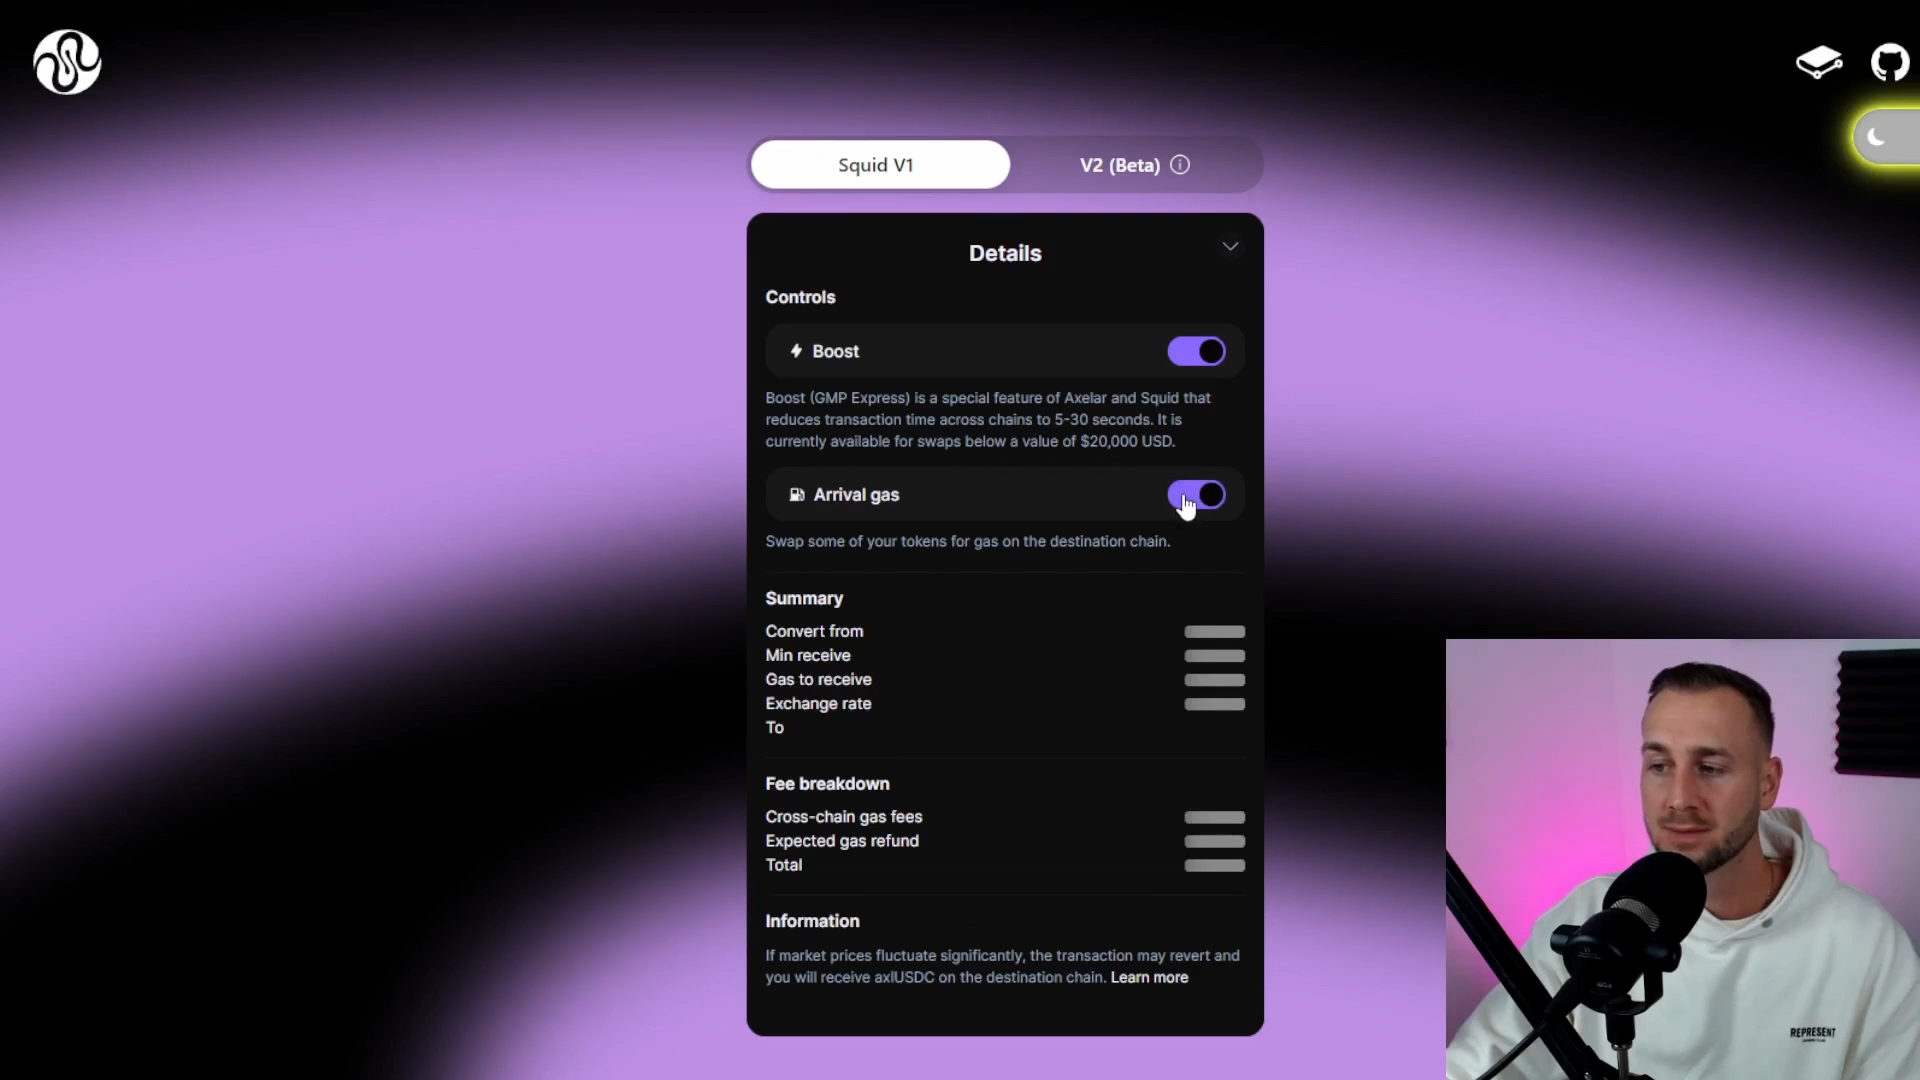 Squid V1
V2 (Beta)
Details
Controls
Boost
Boost (GMP Express) is a special feature of Axelar and Squid that
reduces transaction time across chains to 5-30 seconds. It is
currently available for swaps below a value of $20,000 USD.
Arrival gas
Swap some of your tokens for gas on the destination chain.
Summary
Convert from
Min receive
Gas to receive
Exchange rate
To
Fee breakdown
Cross-chain gas fees
Expected gas refund
Total
Information
If market prices fluctuate significantly, the transaction may revert and
you will receive axlUSDC on the destination chain. Learn more
REPRESENT